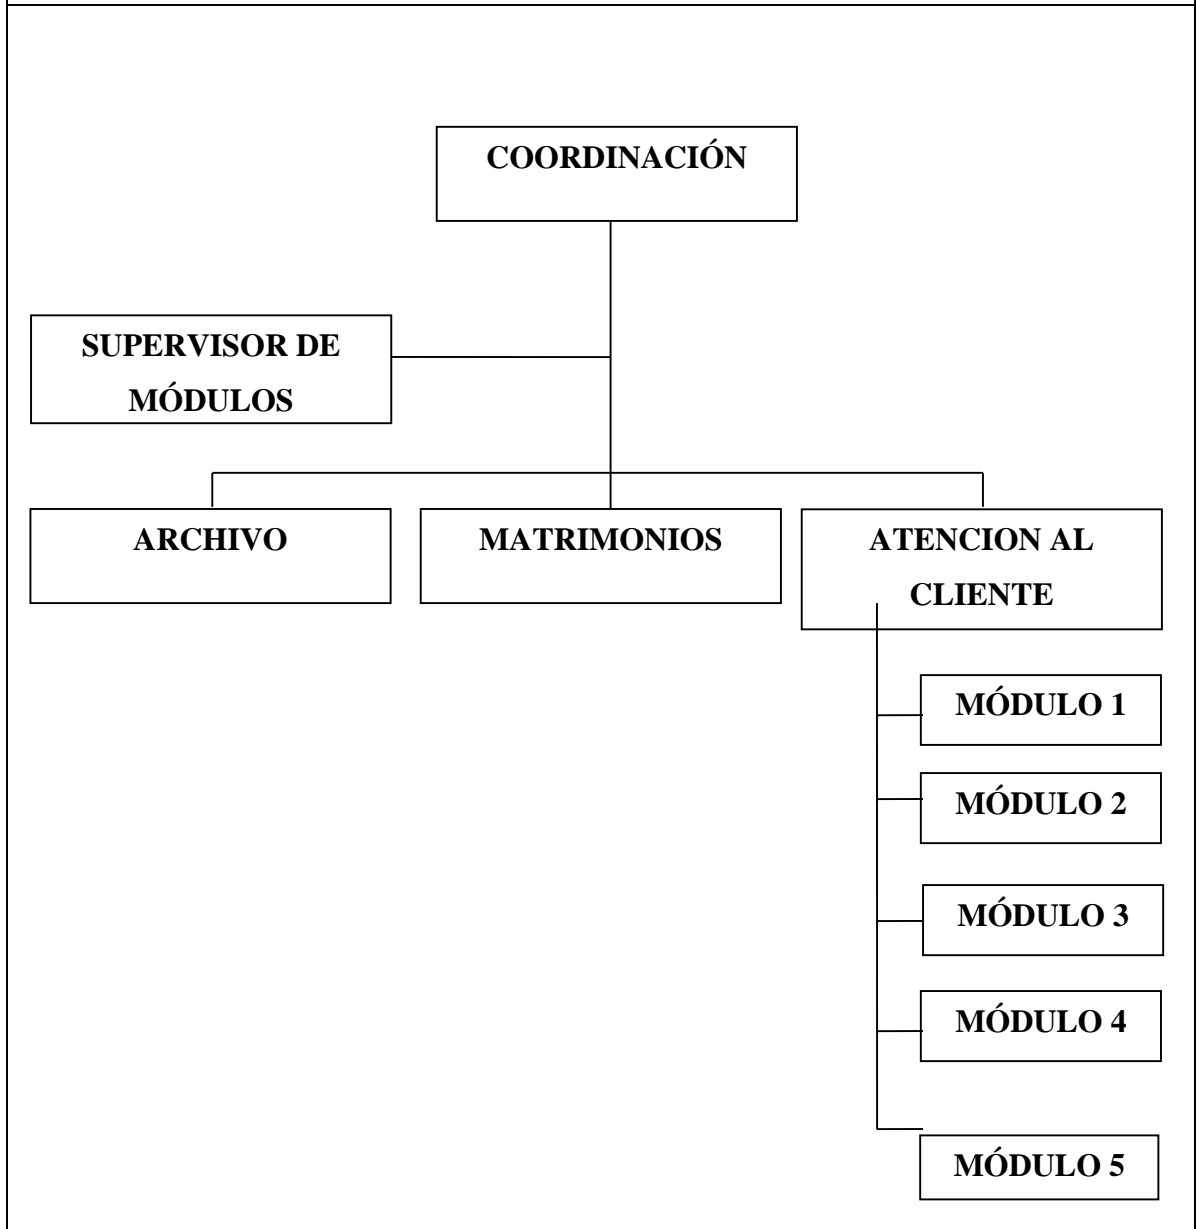 COORDINACIÓN
SUPERVISOR DE
MÓDULOS
ARCHIVO
MATRIMONIOS
ATENCION AL
CLIENTE
MÓDULO 1
MÓDULO 2
MÓDULO 3
MÓDULO 4
MÓDULO 5